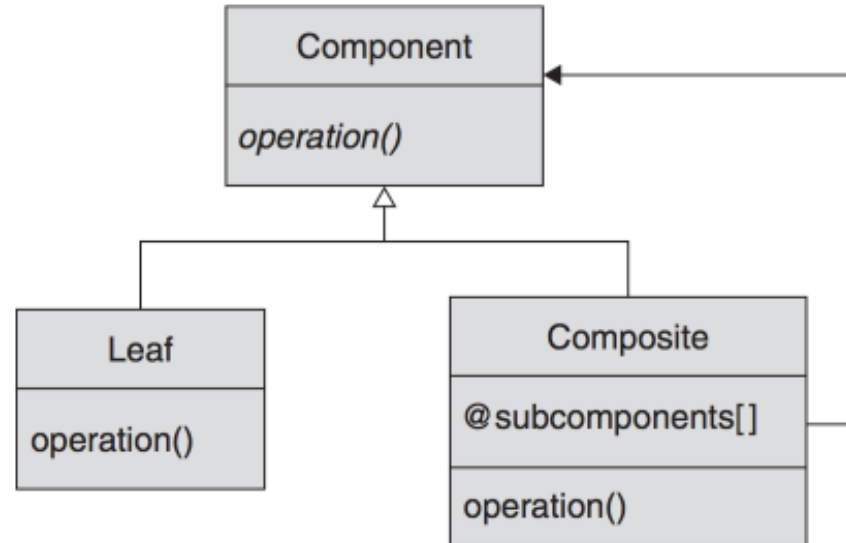 Component
operation()
Leaf
operation()
Composite
@subcomponents[]
operation()